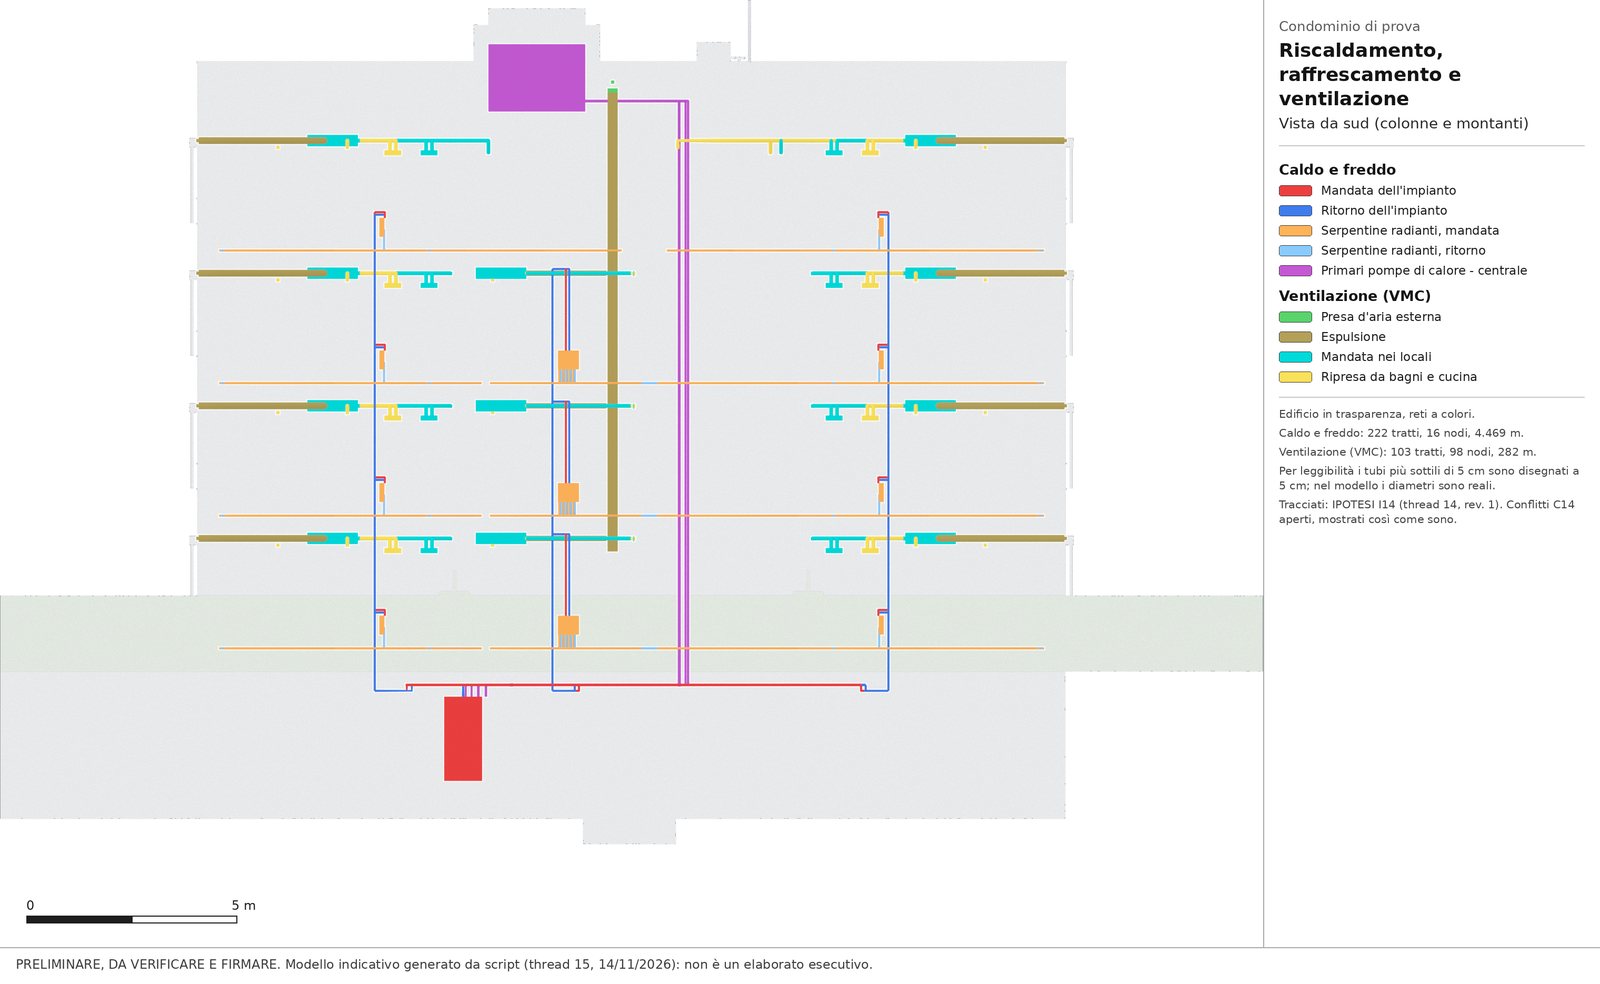 Condominio di prova
Riscaldamento,
raffrescamento e
ventilazione
Vista da sud (colonne e montanti)
Caldo e freddo
Mandata dell'impianto
Ritorno dell'impianto
Serpentine radianti, mandata
Serpentine radianti, ritorno
Primari pompe di calore - centrale
Ventilazione (VMC)
Presa d'aria esterna
Espulsione
Mandata nei locali
Ripresa da bagni e cucina
Edificio in trasparenza, reti a colori.
Caldo e freddo: 222 tratti, 16 nodi, 4.469 m.
Ventilazione (VMC): 103 tratti, 98 nodi, 282 m.
Per leggibilità i tubi più sottili di 5 cm sono disegnati a
5 cm; nel modello i diametri sono reali.
Tracciati: IPOTESI I14 (thread 14, rev. 1). Conflitti C14
aperti, mostrati così come sono.
0 5 m
PRELIMINARE, DA VERIFICARE E FIRMARE. Modello indicativo generato da script (thread 15, 14/11/2026): non è un elaborato esecutivo.